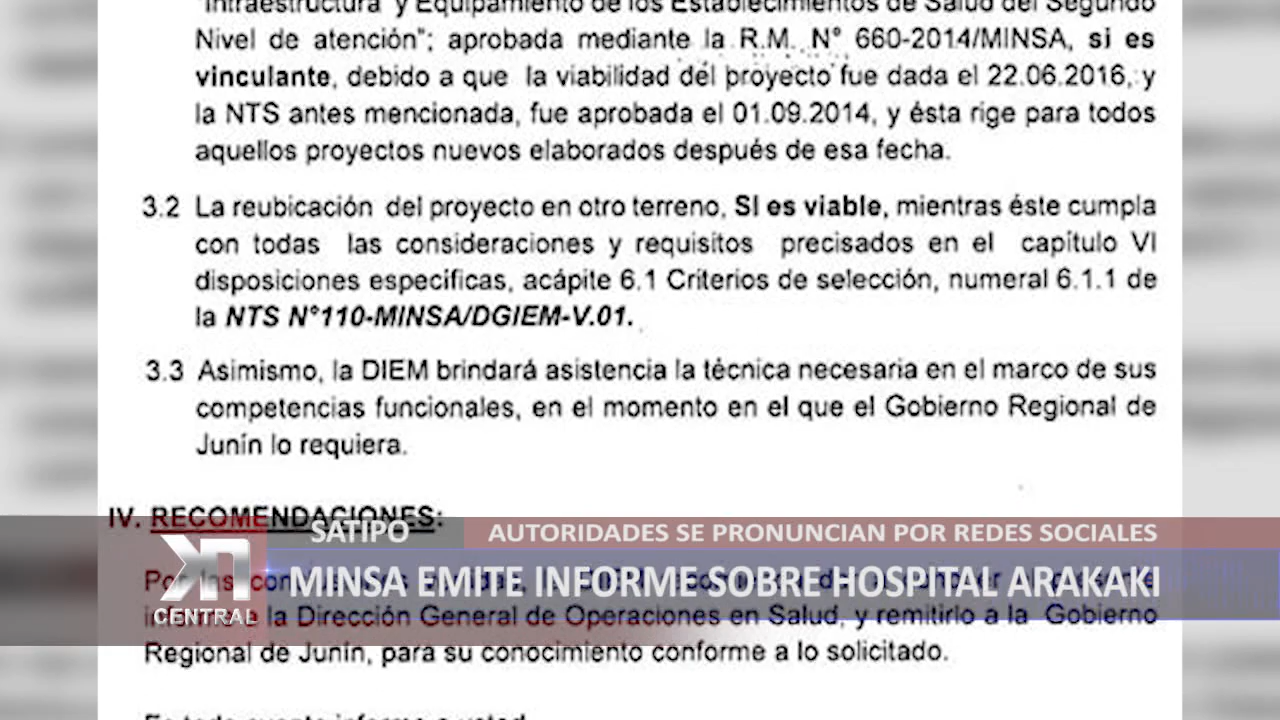 "Infraestructura y Equipamiento de los Establecimientos de Salud del Segundo
Nivel de atención"; aprobada mediante la R.M. N° 660-2014/MINSA, si es
vinculante, debido a que la viabilidad del proyecto fue dada el 22.06.2016, y
la NTS antes mencionada, fue aprobada el 01.09.2014, y ésta rige para todos
aquellos proyectos nuevos elaborados después de esa fecha.
3.2 La reubicación del proyecto en otro terreno, SI es viable, mientras éste cumpla
con todas las consideraciones y requisitos precisados en el capítulo VI
disposiciones especificas, acápite 6.1 Criterios de selección, numeral 6.1.1 de
la NTS N°110-MINSA/DGIEM-V.01.
3.3 Asimismo, la DIEM brindará asistencia la técnica necesaria en el marco de sus
competencias funcionales, en el momento en el que el Gobierno Regional de
Junín lo requiera.
IV. RECOMENDACIONES:
SATIPO
AUTORIDADES SE PRONUNCIAN POR REDES SOCIALES
MINSA EMITE INFORME SOBRE HOSPITAL ARAKAKI
CENTRAL
Por las
la Dirección General de Operaciones en Salud, y remitirlo a la Gobierno
Regional de Junín, para su conocimiento conforme a lo solicitado.